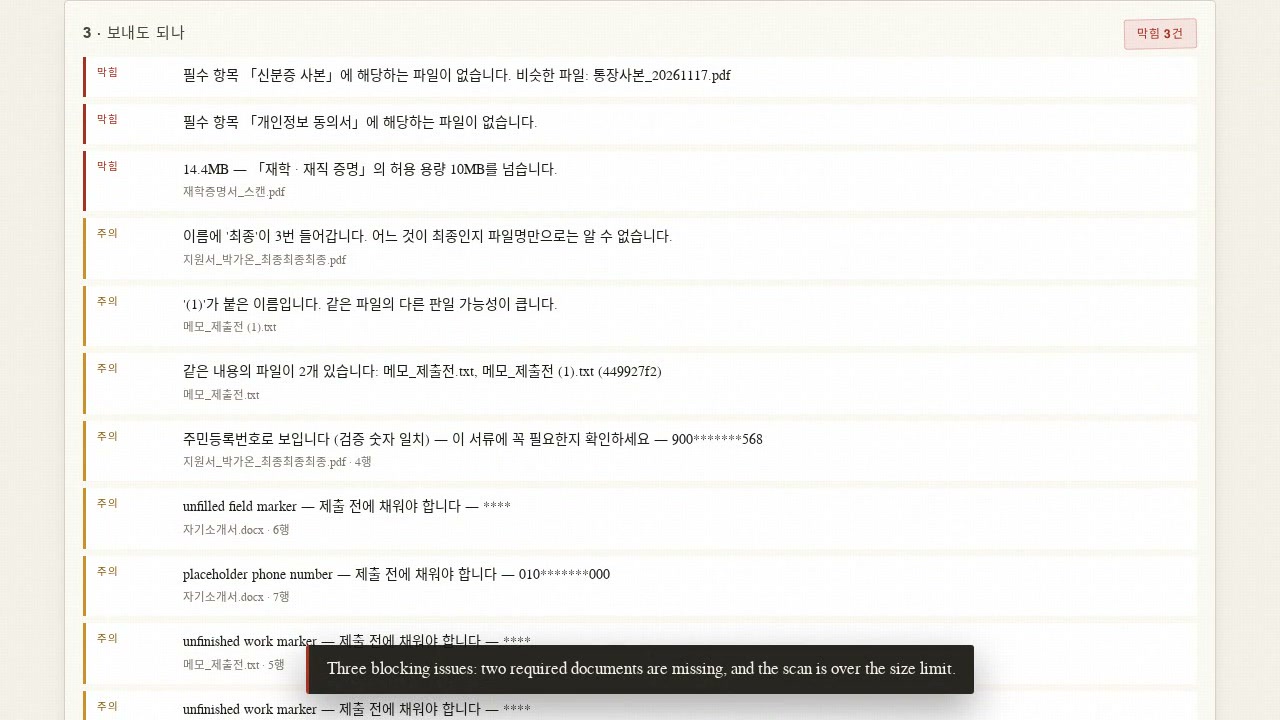 3 · 보내도 되나
막힘 3건
막힘
필수 항목 「신분증 사본」에 해당하는 파일이 없습니다. 비슷한 파일: 통장사본_20261117.pdf
막힘
필수 항목 「개인정보 동의서」에 해당하는 파일이 없습니다.
막힘
14.4MB — 「재학 · 재직 증명」의 허용 용량 10MB를 넘습니다.
재학증명서_스캔.pdf
주의
이름에 '최종'이 3번 들어갑니다. 어느 것이 최종인지 파일명만으로는 알 수 없습니다.
지원서_박가온_최종최종최종.pdf
주의
'(1)'가 붙은 이름입니다. 같은 파일의 다른 판일 가능성이 큽니다.
메모_제출전 (1).txt
주의
같은 내용의 파일이 2개 있습니다: 메모_제출전.txt, 메모_제출전 (1).txt (449927f2)
메모_제출전.txt
주의
주민등록번호로 보입니다 (검증 숫자 일치) — 이 서류에 꼭 필요한지 확인하세요 — 900*******568
지원서_박가온_최종최종최종.pdf · 4행
주의
unfilled field marker — 제출 전에 채워야 합니다 — ****
자기소개서.docx · 6행
주의
placeholder phone number — 제출 전에 채워야 합니다 — 010*******000
자기소개서.docx · 7행
주의
unfinished work marker — 제출 전에 채워야 합니다 — ****
메모_제출전.txt · 5행
Three blocking issues: two required documents are missing, and the scan is over the size limit.
주의
unfinished work marker — 제출 전에 채워야 합니다 — ****